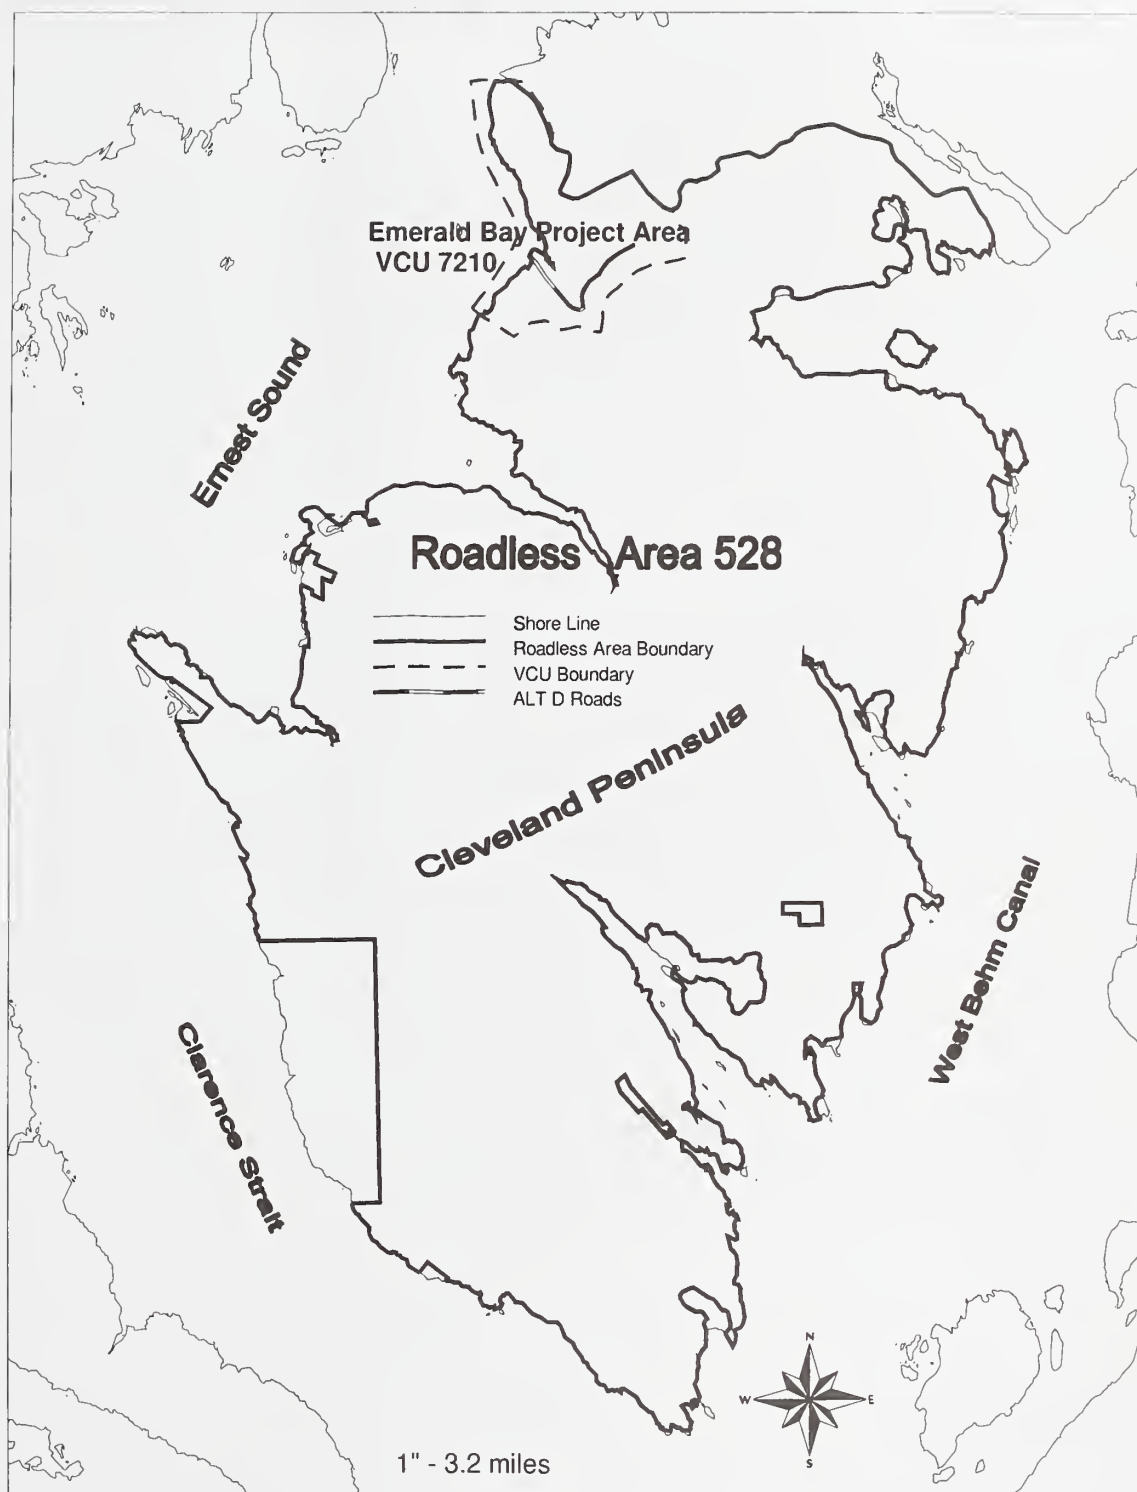 Emerald Bay Project Area
VCU 7210
Ernest Sound
Roadless Area 528
Shore Line
Roadless Area Boundary
VCU Boundary
ALT D Roads
Cleveland Peninsula
West Behm Canal
Clarence Strait
N
W
E
S
1" - 3.2 miles